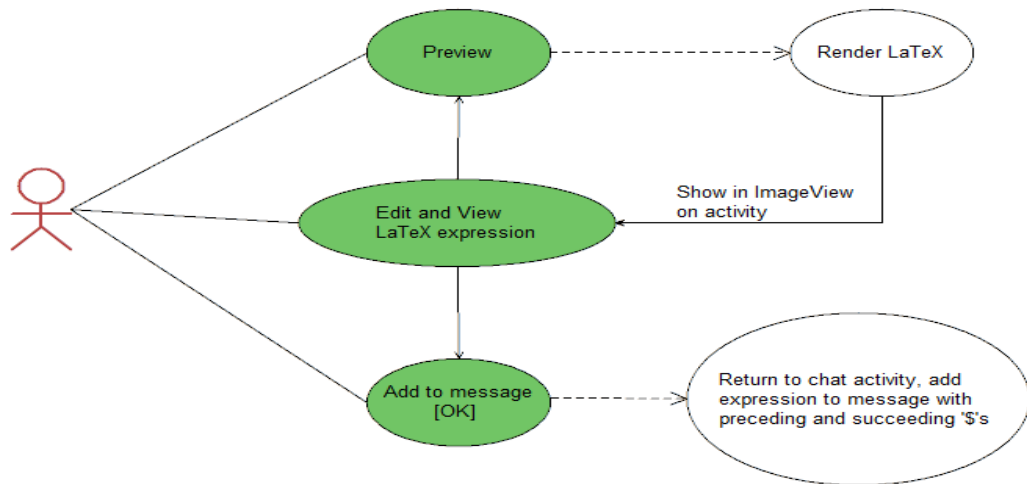 Preview
Render LaTeX
Show in ImageView
on activity
Edit and View
LaTeX expression
Add to message
[OK]
Return to chat activity, add
expression to message with
preceding and succeeding '$'s